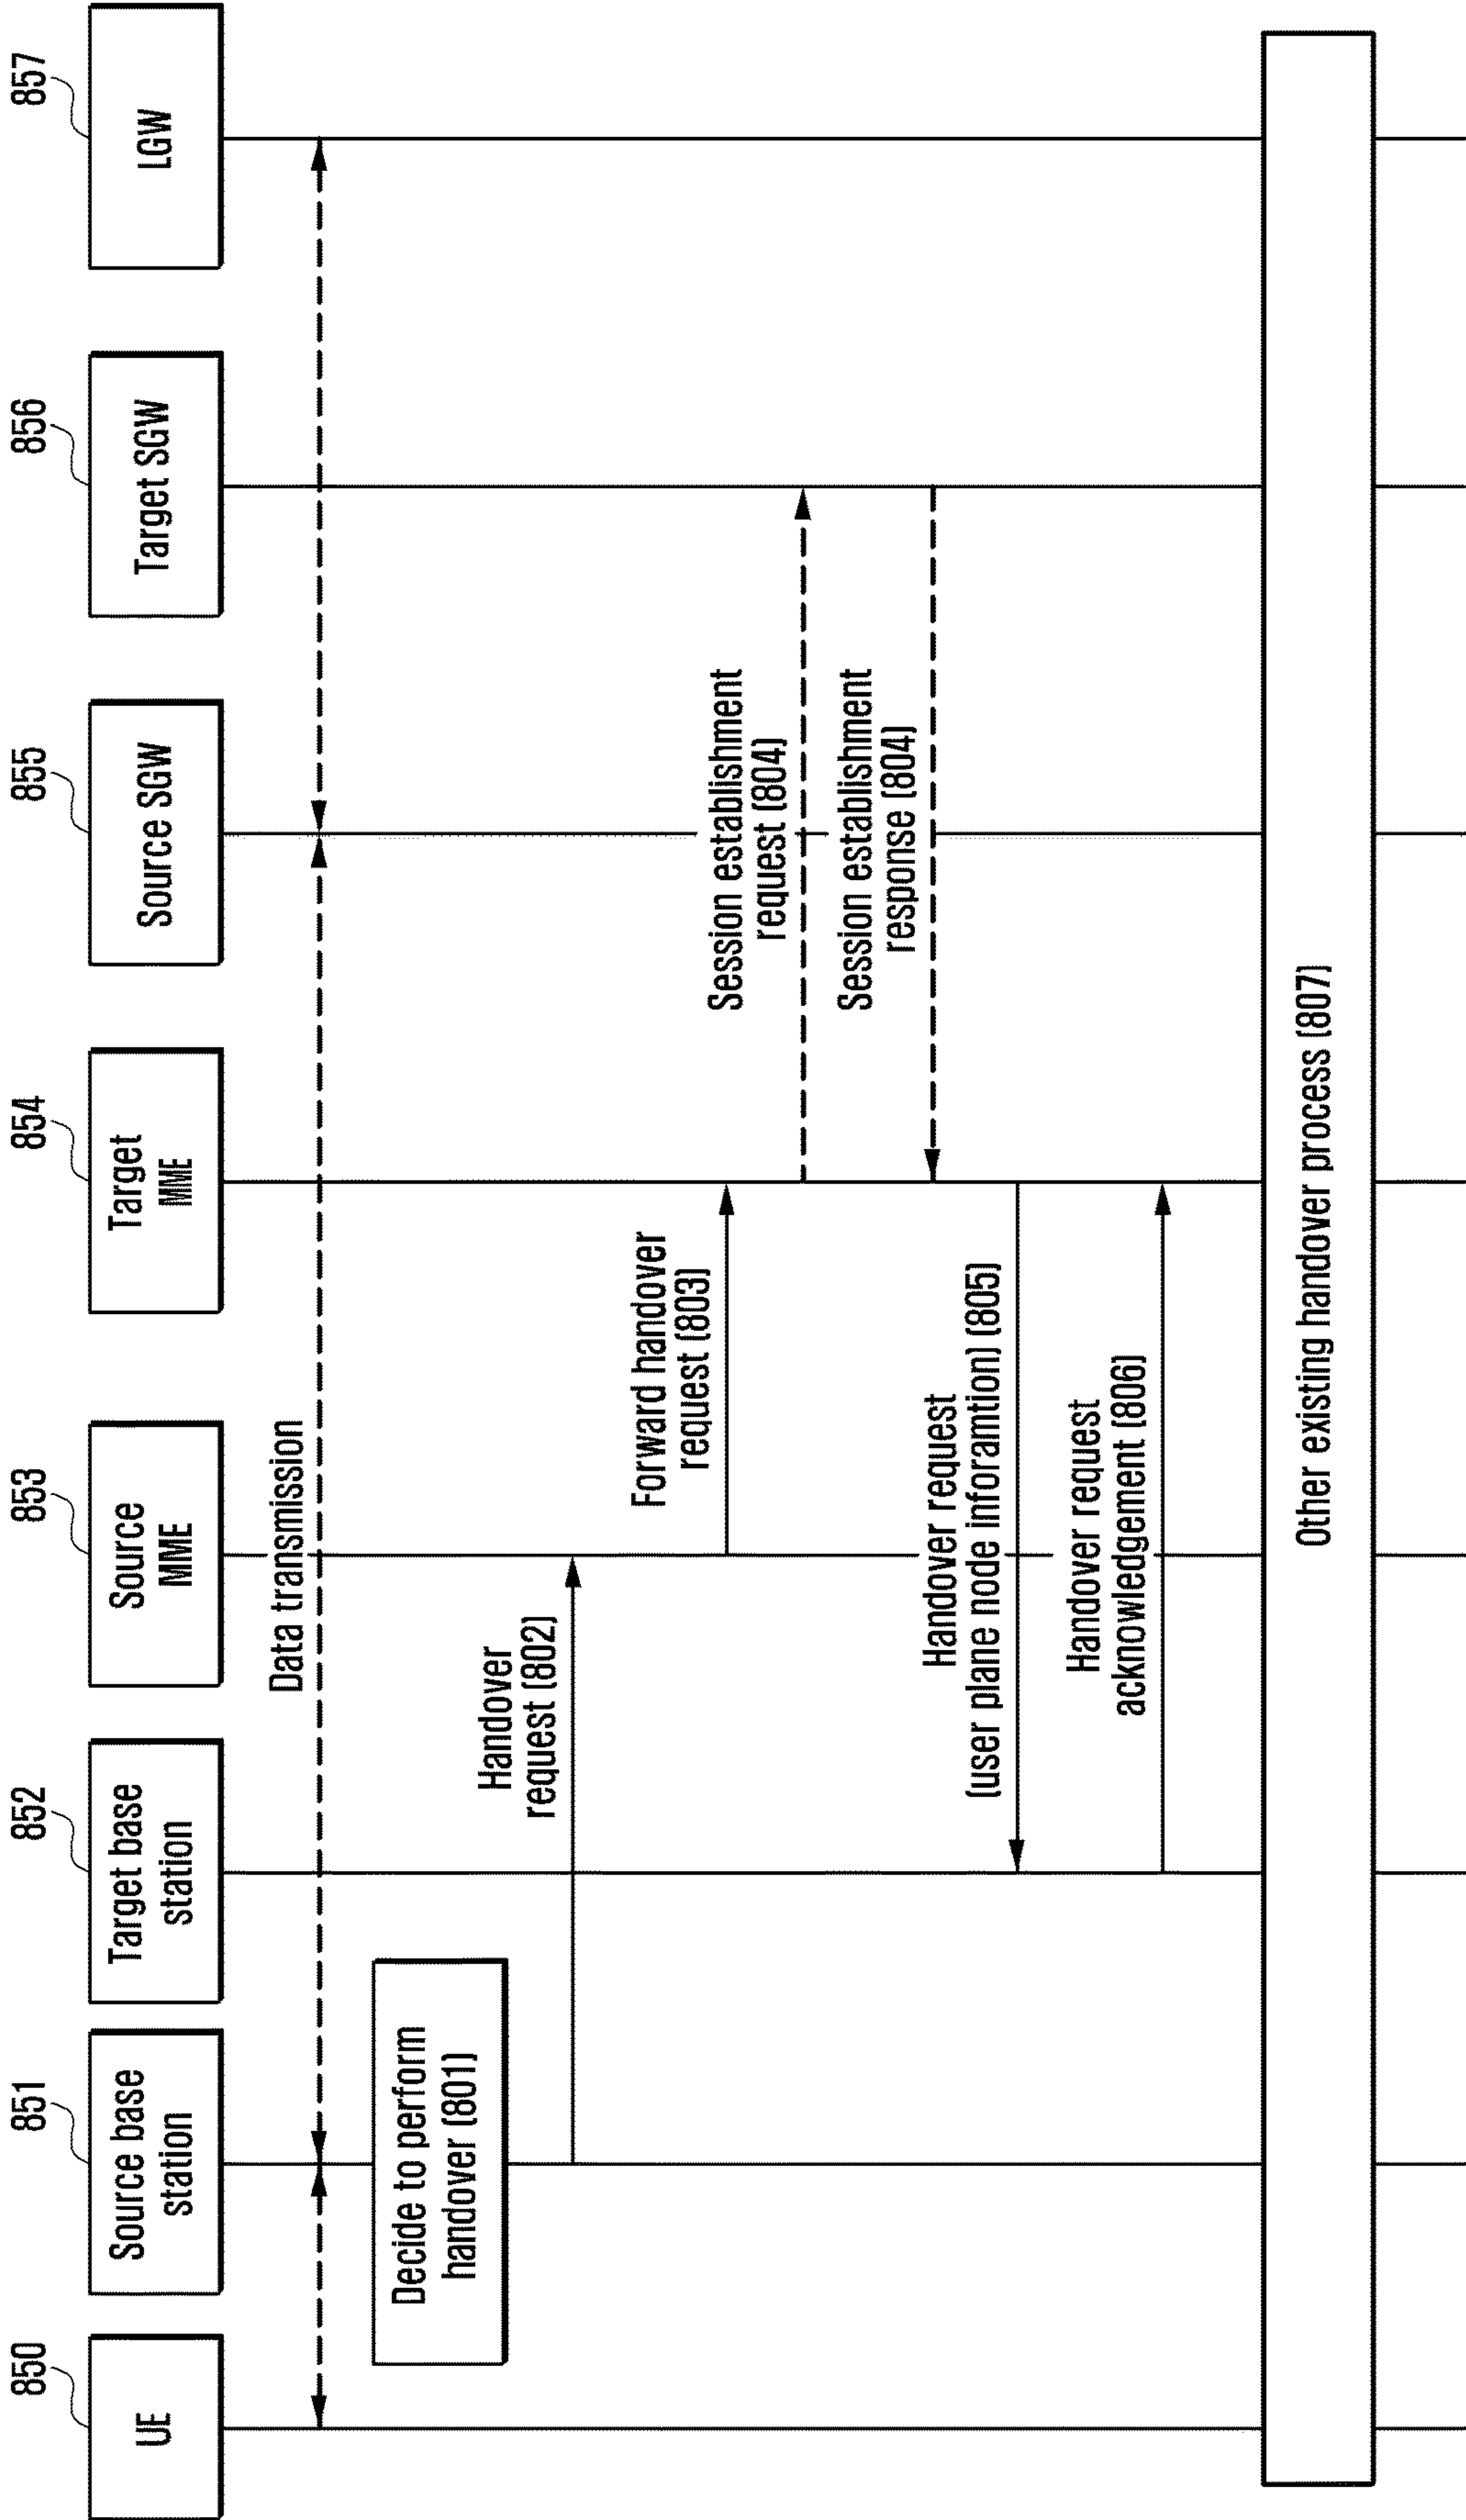 850
851
852
853
854
855
856
857
UE
Source base
station
Target base
station
Source
MME
Target
MME
Source SGW
Target SGW
LGW
Data transmission
Decide to perform
handover (801)
Handover
request (802)
Forward handover
request (803)
Session establishment
request (804)
Session establishment
response (804)
Handover request
(user plane node inforamtion) (805)
Handover request
acknowledgement (806)
Other existing handover process (807)